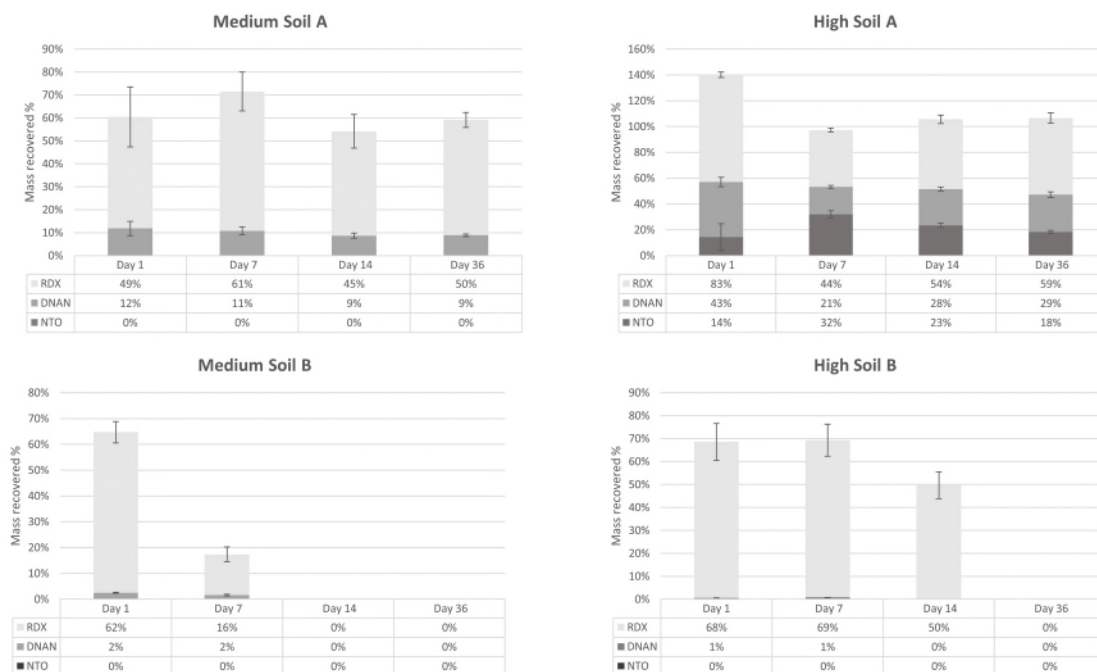 Medium Soil A
90%
80%
70%
60%
50%
40%
30%
20%
10%
0%
Mass recovered %
Day 1 Day 7 Day 14 Day 36
RDX 49% 61% 45% 50%
DNAN 12% 11% 9% 9%
NTO 0% 0% 0% 0%
High Soil A
160%
140%
120%
100%
80%
60%
40%
20%
0%
Mass recovered %
Day 1 Day 7 Day 14 Day 36
RDX 83% 44% 54% 59%
DNAN 43% 21% 28% 29%
NTO 14% 32% 23% 18%
Medium Soil B
80%
70%
60%
50%
40%
30%
20%
10%
0%
Mass recovered %
Day 1 Day 7 Day 14 Day 36
RDX 62% 16% 0% 0%
DNAN 2% 2% 0% 0%
NTO 0% 0% 0% 0%
High Soil B
90%
80%
70%
60%
50%
40%
30%
20%
10%
0%
Mass recovered %
Day 1 Day 7 Day 14 Day 36
RDX 68% 69% 50% 0%
DNAN 1% 1% 0% 0%
NTO 0% 0% 0% 0%